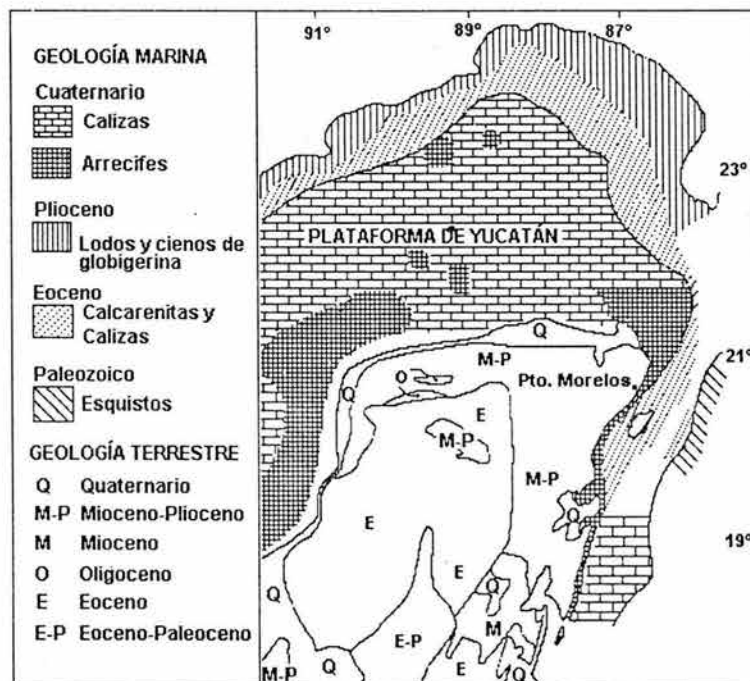 91° 89° 87°
GEOLOGÍA MARINA
Cuaternario
Calizas
Arrecifes
Plioceno
Lodos y cienos de
globigerina
Eoceno
Calcarenitas y
Calizas
Paleozoico
Esquistos
GEOLOGÍA TERRESTRE
Q Quaternario
M-P Mioceno-Plioceno
M Mioceno
O Oligoceno
E Eoceno
E-P Eoceno-Paleoceno
23°
PLATAFORMA DE YUCATÁN
Q
M-P
21°
O
Pto. Morelos
Q
E
M-P
M-P
Q
E
19°
E
Q
Q
M
E-P
M-P
Q
E
Q